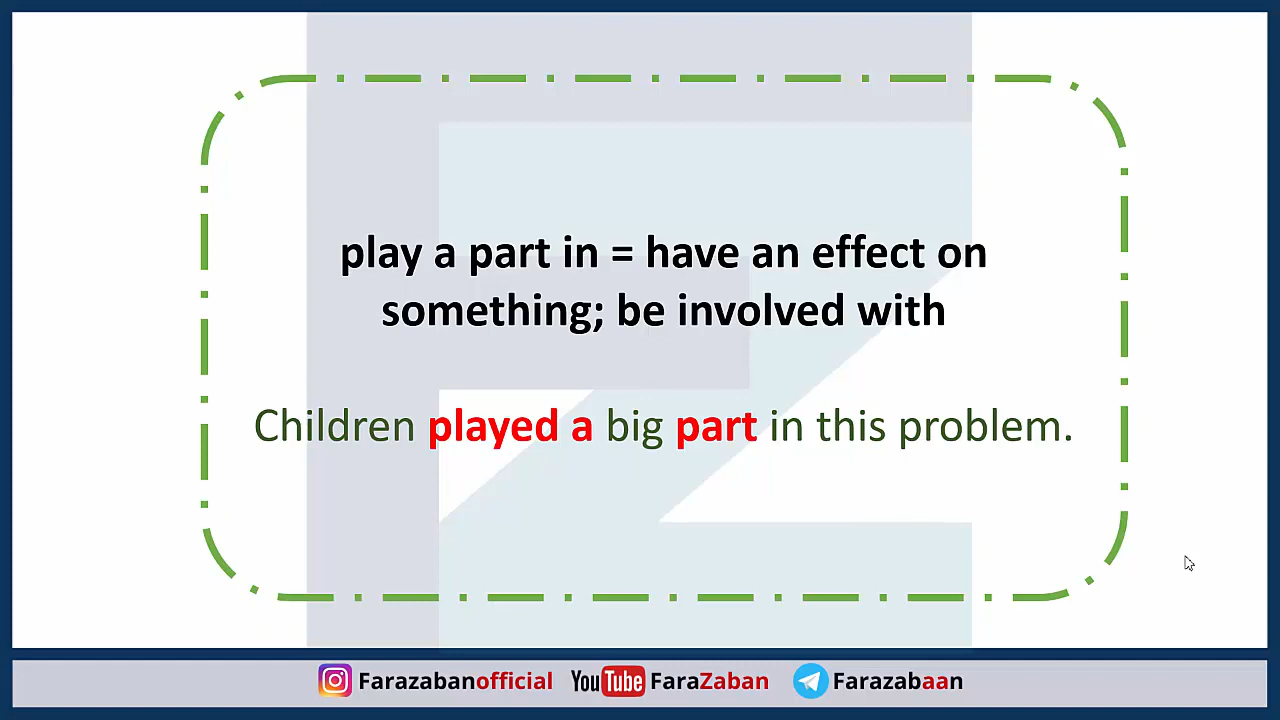 play a part in = have an effect on
something; be involved with
Children played a big part in this problem.
Farazabanofficial YouTube FaraZaban Farazabaan